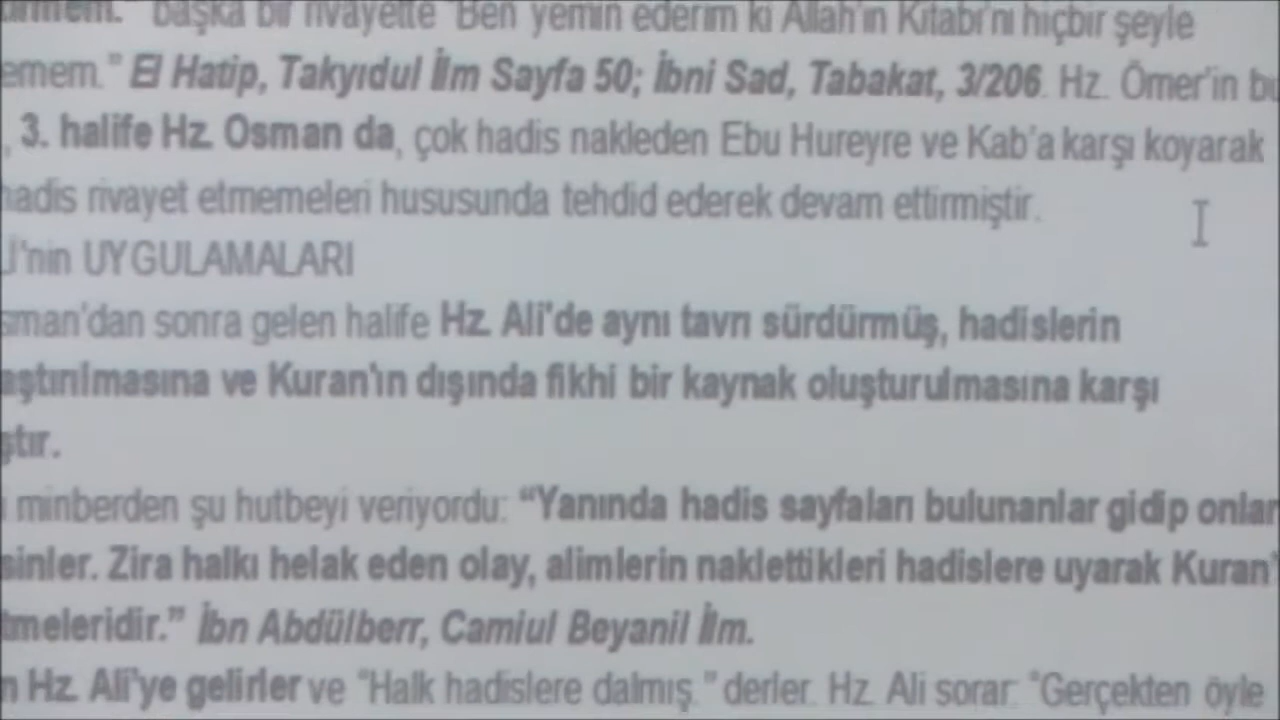 başka bir rivayette "Ben yemin ederim ki Allah'ın Kitabı'nı hiçbir şeyle
emem." El Hatip, Takyıdul İlm Sayfa 50; İbni Sad, Tabakat, 3/206. Hz. Ömer'in bu
, 3. halife Hz. Osman da, çok hadis nakleden Ebu Hureyre ve Kab'a karşı koyarak
hadis rivayet etmemeleri hususunda tehdid ederek devam ettirmiştir.
İ'nin UYGULAMALARI
sman'dan sonra gelen halife Hz. Ali'de aynı tavrı sürdürmüş, hadislerin
aştırılmasına ve Kuran'ın dışında fıkhi bir kaynak oluşturulmasına karşı
ştır.
minberden şu hutbeyi veriyordu: “Yanında hadis sayfaları bulunanlar gidip onlar
sinler. Zira halkı helak eden olay, alimlerin naklettikleri hadislere uyarak Kuran'
tmeleridir.” İbn Abdülberr, Camiul Beyanil İlm.
n Hz. Ali'ye gelirler ve “Halk hadislere dalmış.” derler. Hz. Ali sorar: “Gerçekten öyle